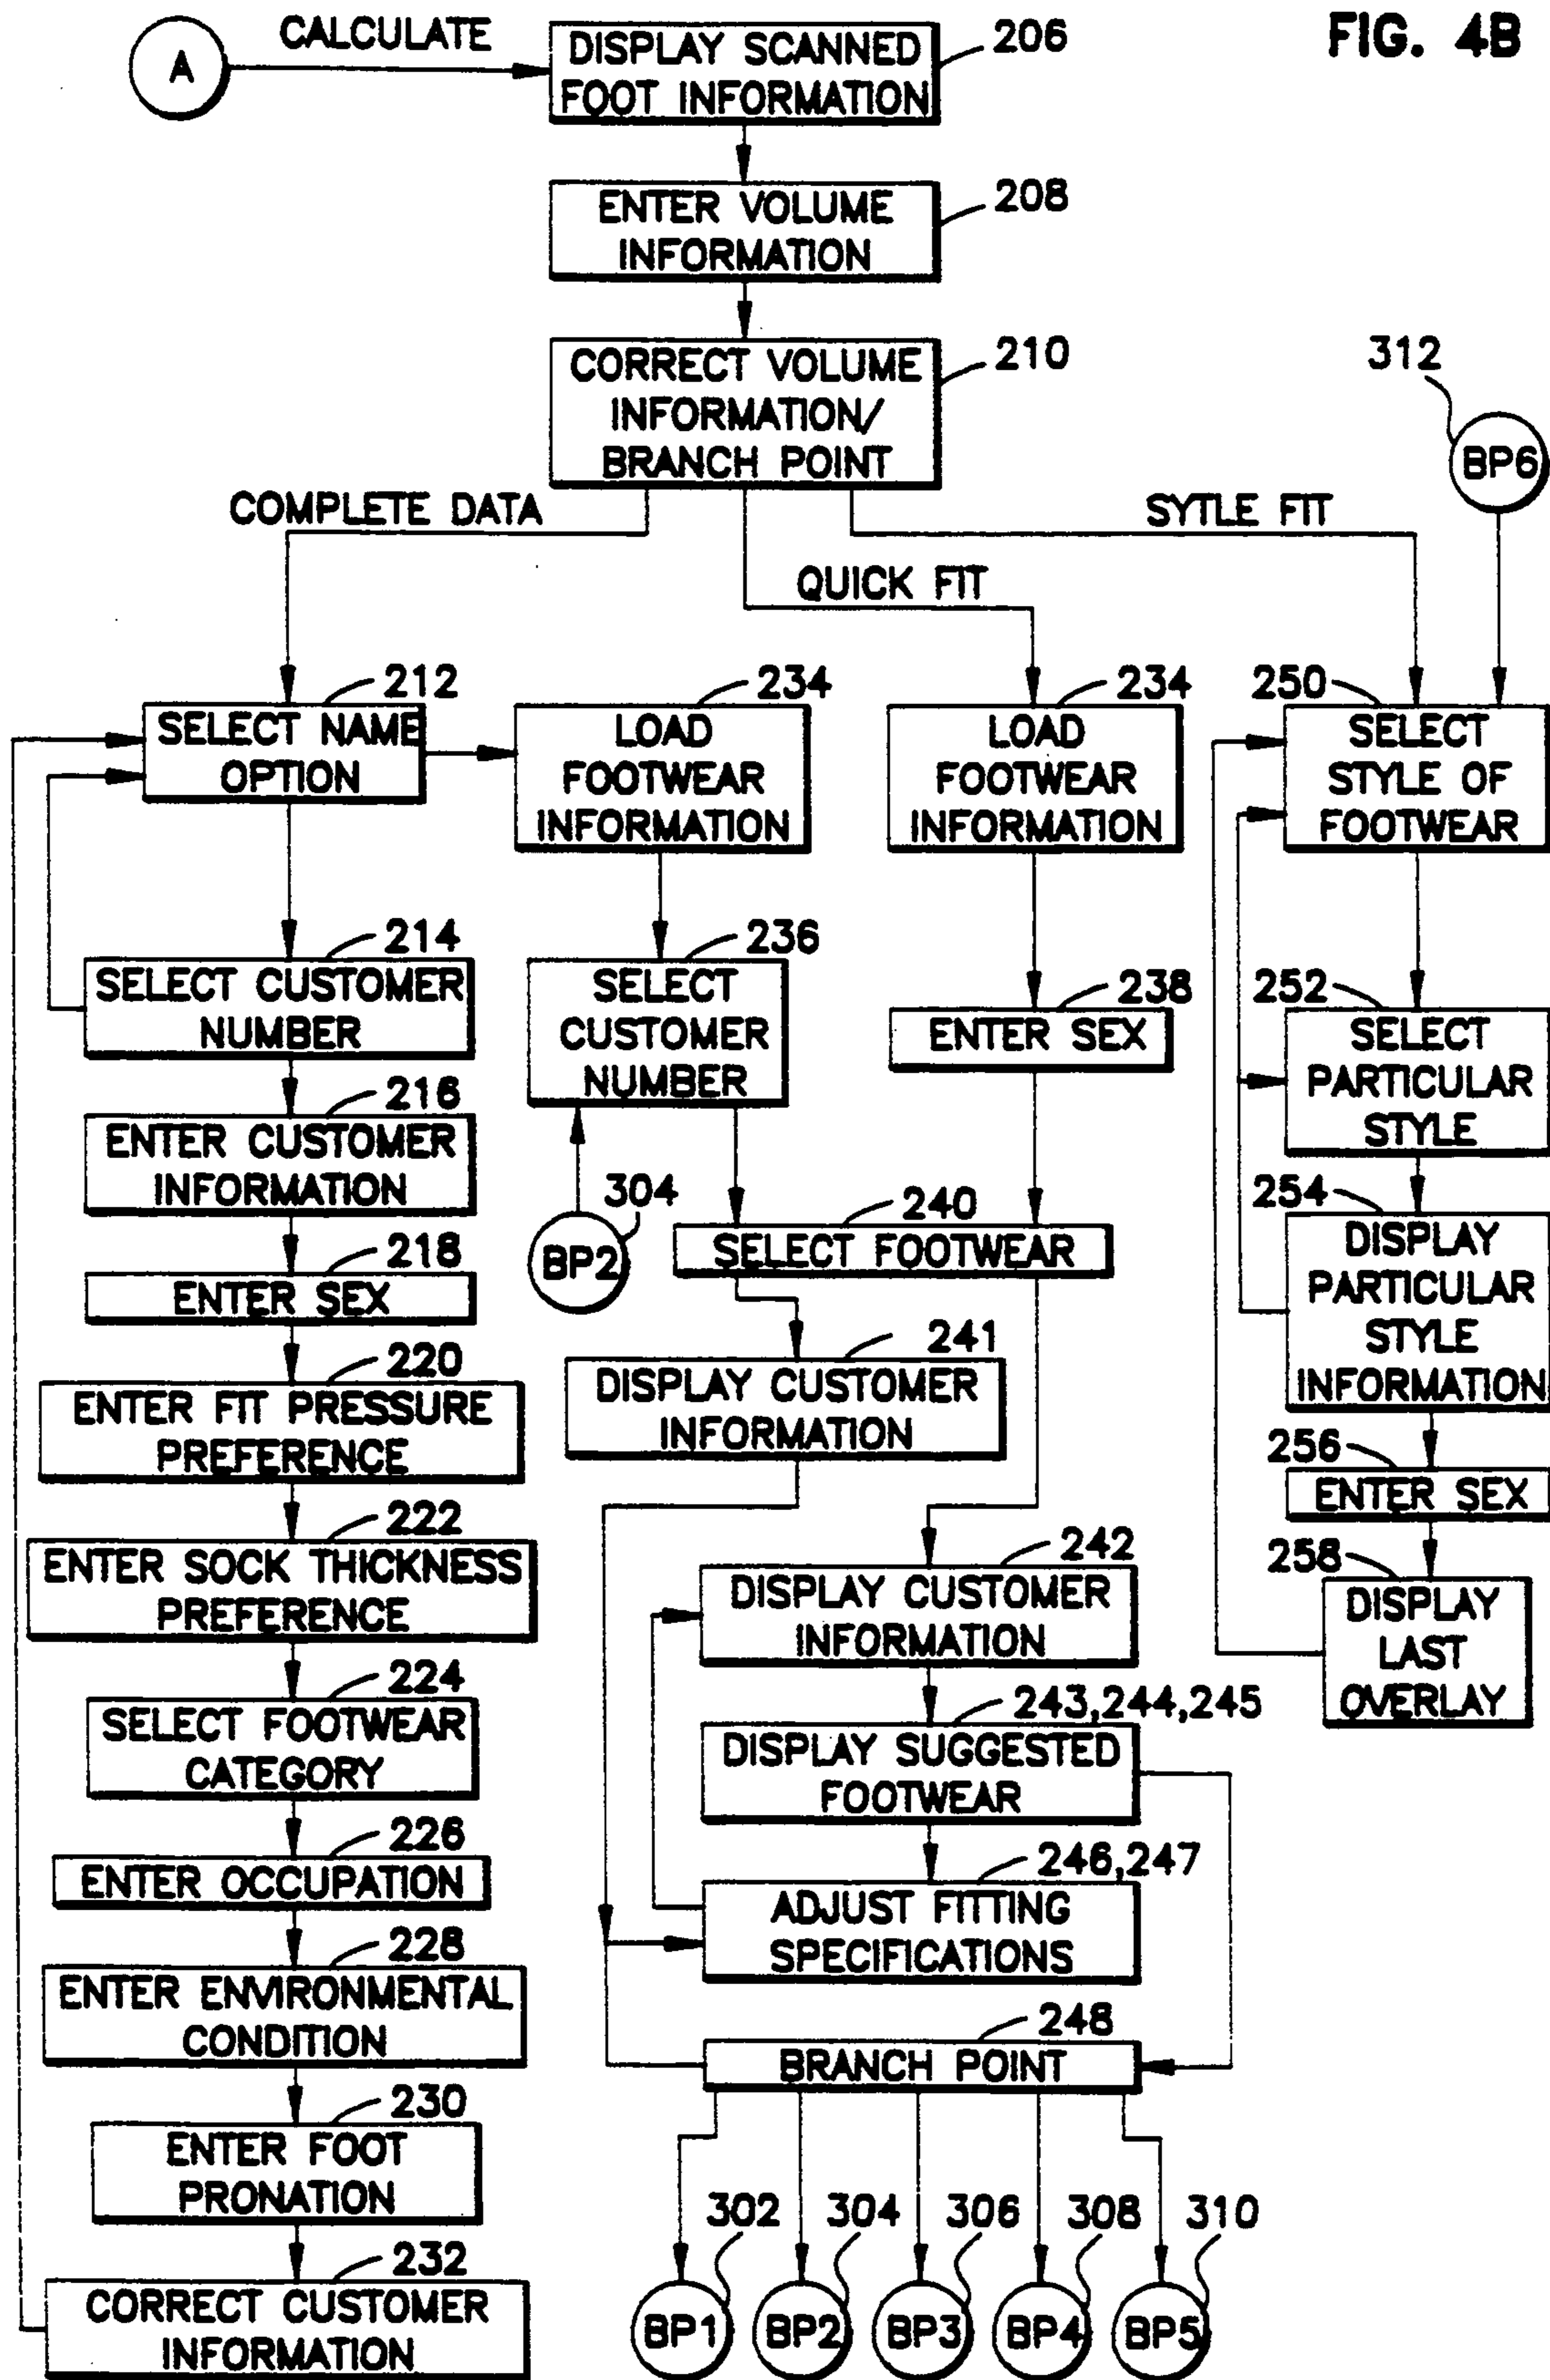 FIG. 4B
A
CALCULATE
DISPLAY SCANNED
FOOT INFORMATION
206
ENTER VOLUME
INFORMATION
208
CORRECT VOLUME
INFORMATION/
BRANCH POINT
210
312
BP6
COMPLETE DATA
QUICK FIT
SYTLE FIT
212
SELECT NAME
OPTION
214
SELECT CUSTOMER
NUMBER
216
ENTER CUSTOMER
INFORMATION
218
ENTER SEX
220
ENTER FIT PRESSURE
PREFERENCE
222
ENTER SOCK THICKNESS
PREFERENCE
224
SELECT FOOTWEAR
CATEGORY
226
ENTER OCCUPATION
228
ENTER ENVIRONMENTAL
CONDITION
230
ENTER FOOT
PRONATION
232
CORRECT CUSTOMER
INFORMATION
234
LOAD
FOOTWEAR
INFORMATION
236
SELECT
CUSTOMER
NUMBER
304
BP2
234
LOAD
FOOTWEAR
INFORMATION
238
ENTER SEX
240
SELECT FOOTWEAR
241
DISPLAY CUSTOMER
INFORMATION
242
DISPLAY CUSTOMER
INFORMATION
243,244,245
DISPLAY SUGGESTED
FOOTWEAR
246,247
ADJUST FITTING
SPECIFICATIONS
248
BRANCH POINT
302
BP1
304
BP2
306
BP3
308
BP4
310
BP5
250
SELECT
STYLE OF
FOOTWEAR
252
SELECT
PARTICULAR
STYLE
254
DISPLAY
PARTICULAR
STYLE
INFORMATION
256
ENTER SEX
258
DISPLAY
LAST
OVERLAY